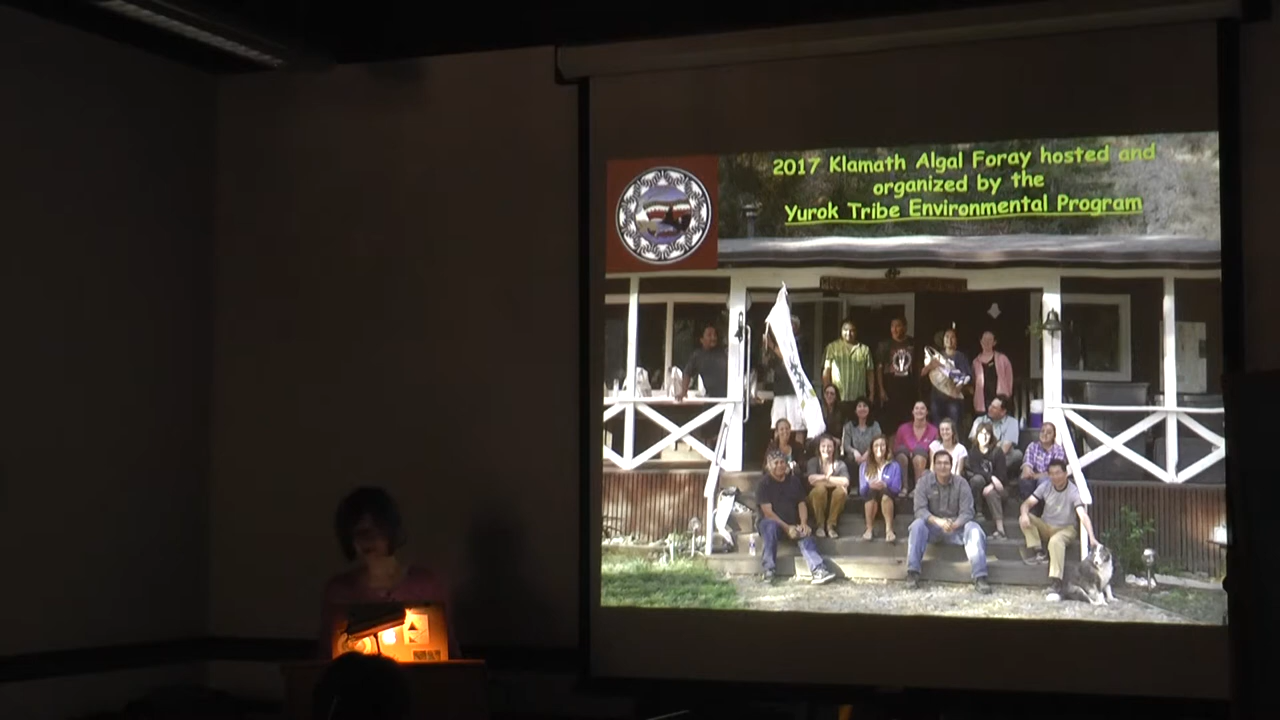 2017 Klamath Algal Foray hosted and
organized by the
Yurok Tribe Environmental Program